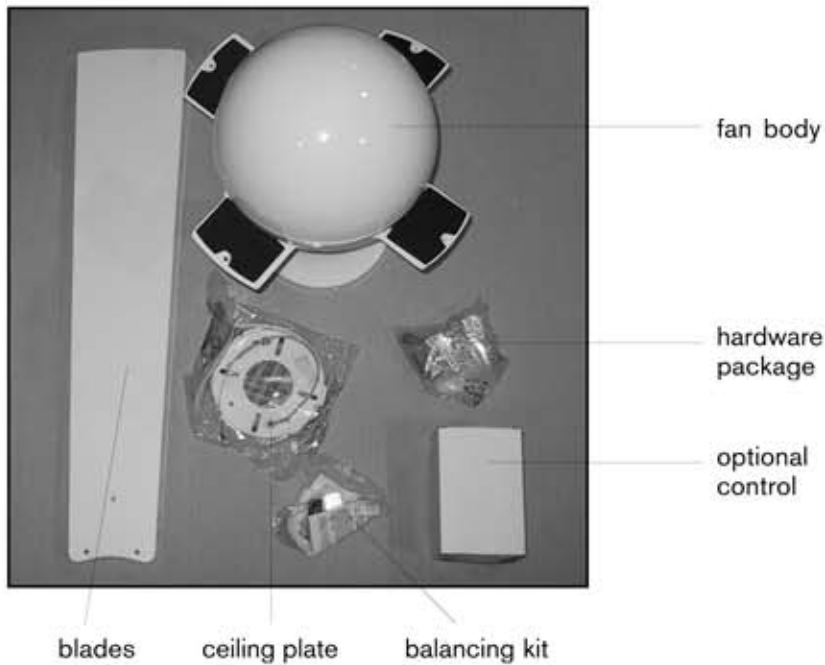 fan body
hardware
package
optional
control
blades
ceiling plate
balancing kit